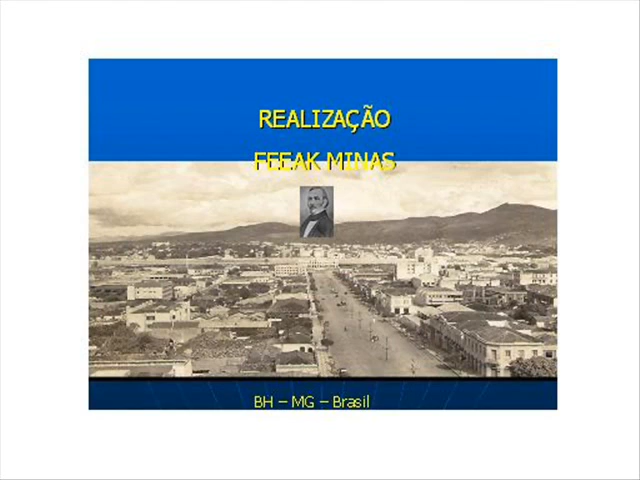 REALIZAÇÃO
FEEAK MINAS
BH – MG – Brasil